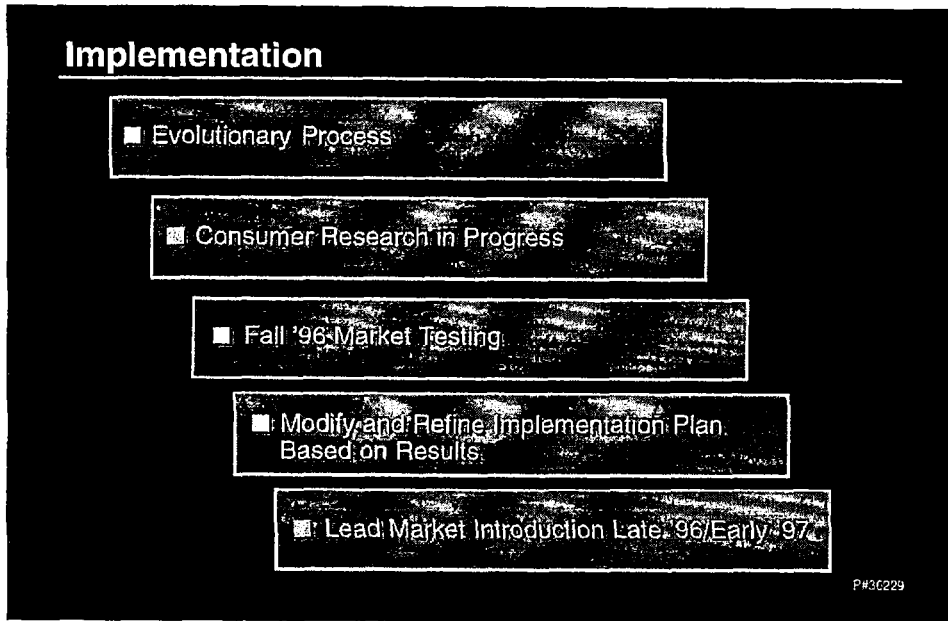 Implementation
Evolutionary Process
Consumer Research in Progress
Fall '96 Market Testing
Modify and Refine Implementation Plan
Based on Results
Lead Market Introduction Late '96/Early '97
P#36229